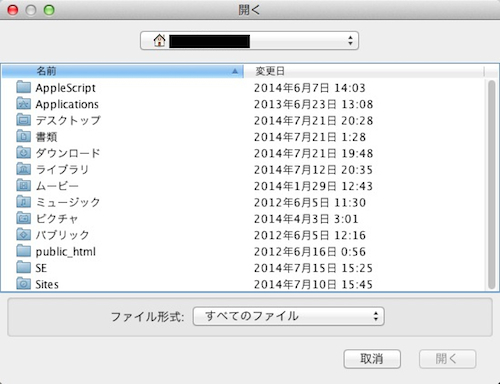 開く
名前 変更日
AppleScript 2014年6月7日 14:03
Applications 2013年6月23日 13:08
デスクトップ 2014年7月21日 20:28
書類 2014年7月21日 1:28
ダウンロード 2014年7月21日 19:48
ライブラリ 2014年7月12日 20:35
ムービー 2014年1月29日 12:43
ミュージック 2012年6月5日 11:30
ピクチャ 2014年4月3日 3:01
パブリック 2012年6月5日 12:16
public_html 2012年6月16日 0:56
SE 2014年7月15日 15:25
Sites 2014年7月10日 15:45
ファイル形式: すべてのファイル
取消 開く